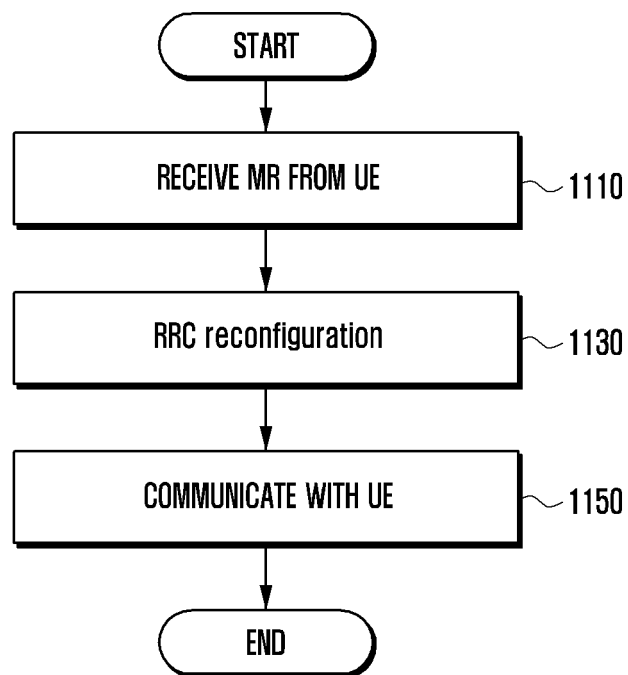 START
RECEIVE MR FROM UE
1110
RRC reconfiguration
1130
COMMUNICATE WITH UE
1150
END